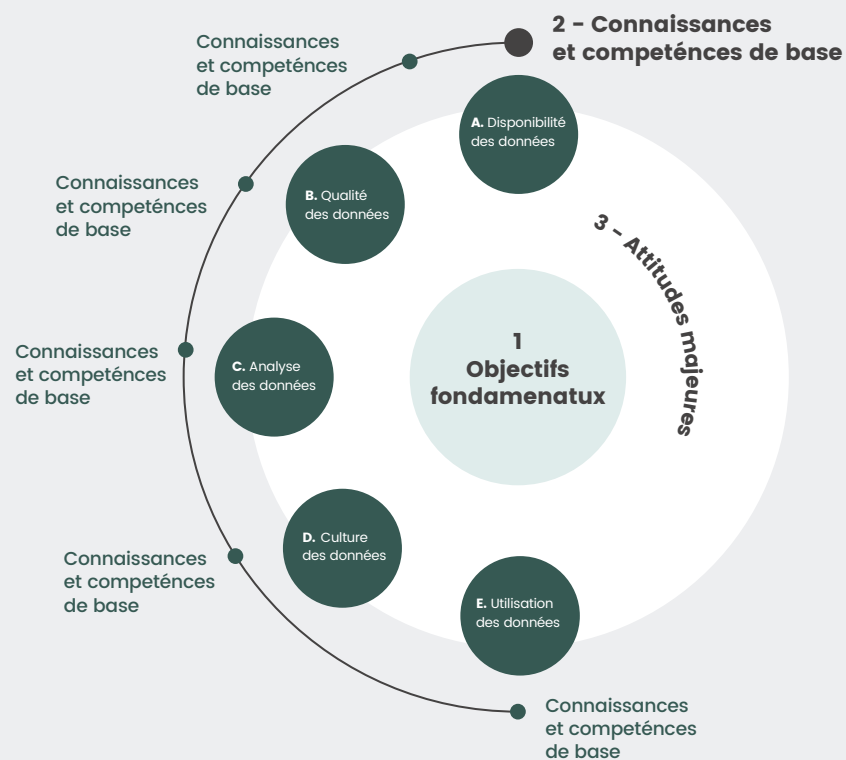 2 - Connaissances
et competénces de base
Connaissances
et competénces
de base
A. Disponibilité
des données
Connaissances
et competénces
de base
B. Qualité
des données
3 - Attitudes majeures
1
Objectifs
fondamenatux
Connaissances
et competénces
de base
C. Analyse
des données
Connaissances
et competénces
de base
D. Culture
des données
E. Utilisation
des données
Connaissances
et competénces
de base